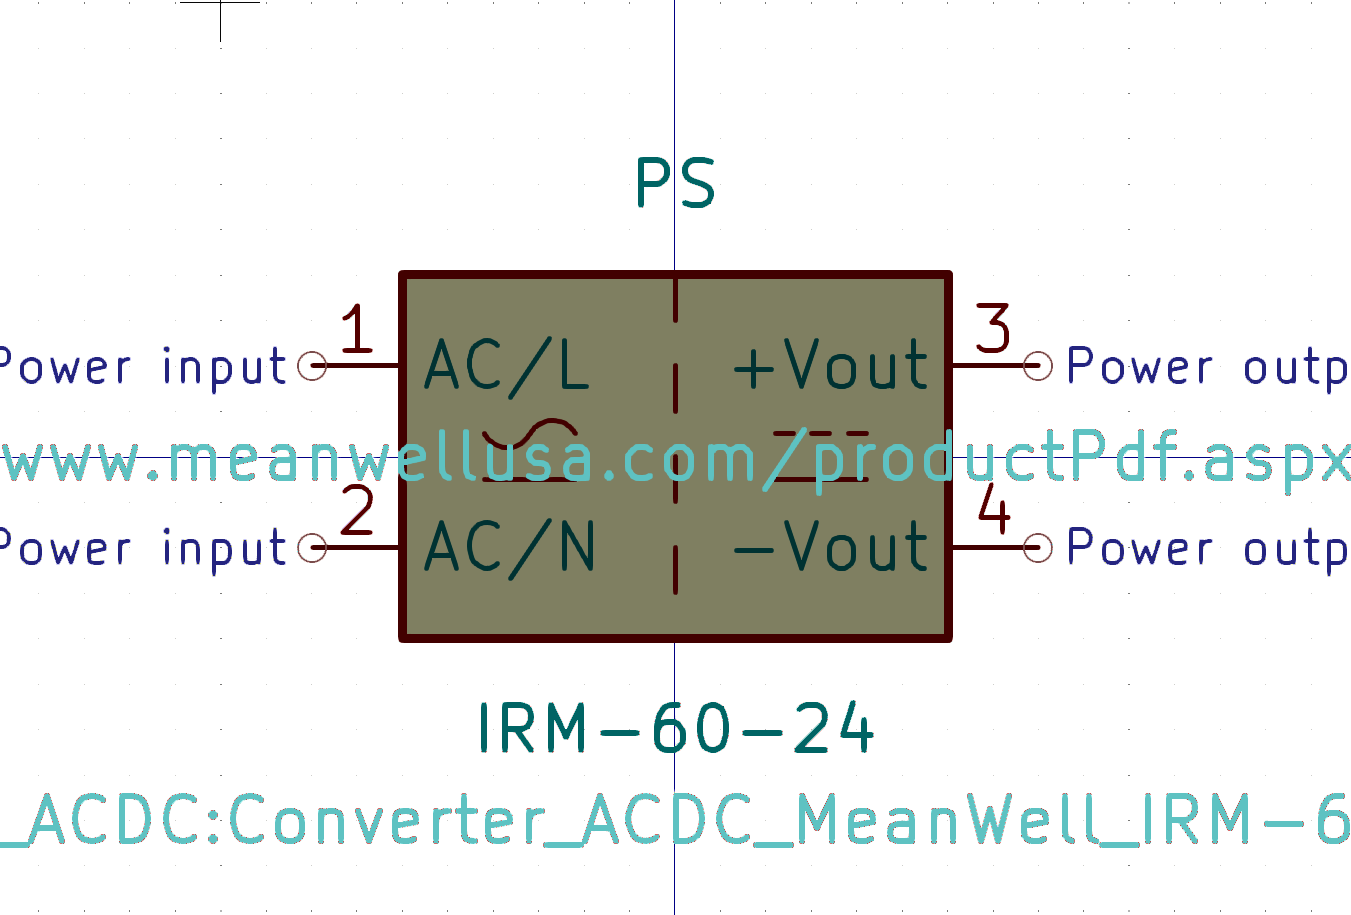 PS
1 3
Power input AC/L +Vout Power outp
www.meanwellusa.com/productPdf.aspx
2 4
Power input AC/N -Vout Power outp
IRM-60-24
_ACDC:Converter_ACDC_MeanWell_IRM-6